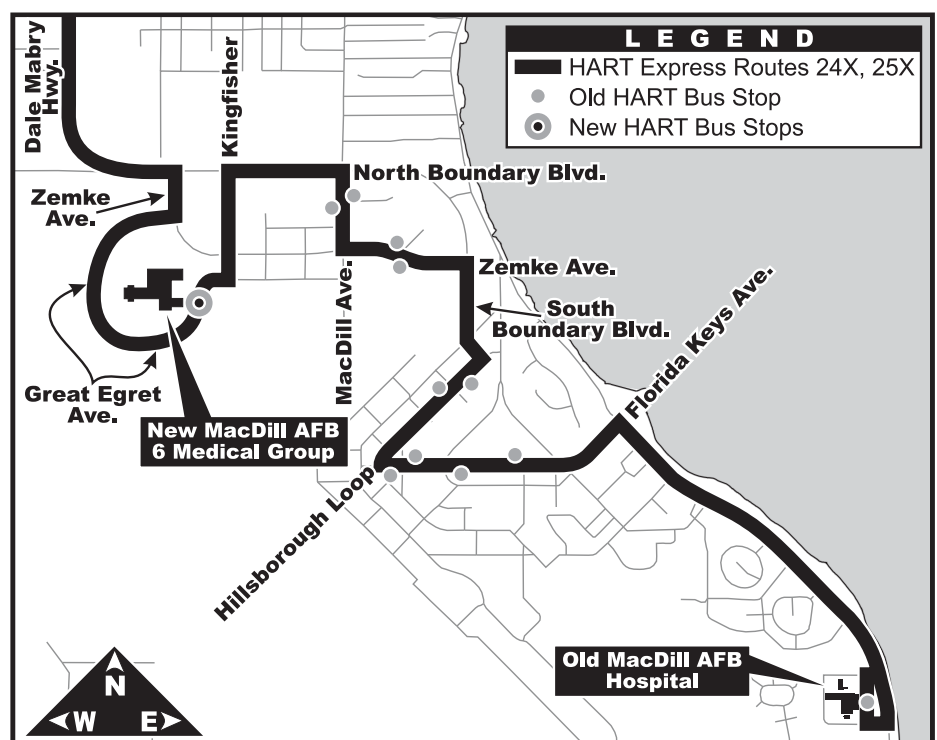 LEGEND
HART Express Routes 24X, 25X
Old HART Bus Stop
New HART Bus Stops
Dale Mabry
Hwy.
Kingfisher
North Boundary Blvd.
Zemke
Ave.
Zemke Ave.
MacDill Ave.
South
Boundary Blvd.
Florida Keys Ave.
Great Egret
Ave.
New MacDill AFB
6 Medical Group
Hillsborough Loop
Old MacDill AFB
Hospital
N
W E